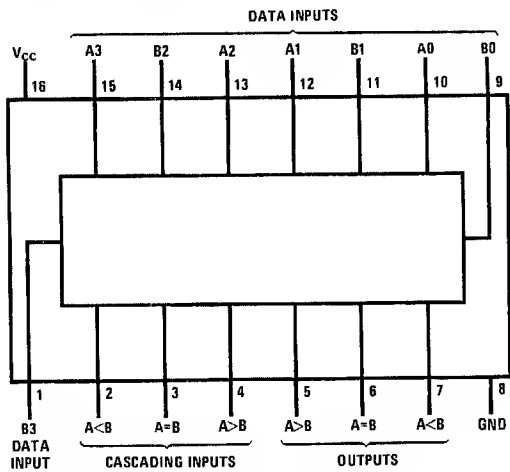 DATA INPUTS
VCC A3 B2 A2 A1 B1 A0 B0
16 15 14 13 12 11 10 9
1 2 3 4 5 6 7 8
B3 A<B A=B A>B A>B A=B A<B GND
DATA
INPUT CASCADING INPUTS OUTPUTS